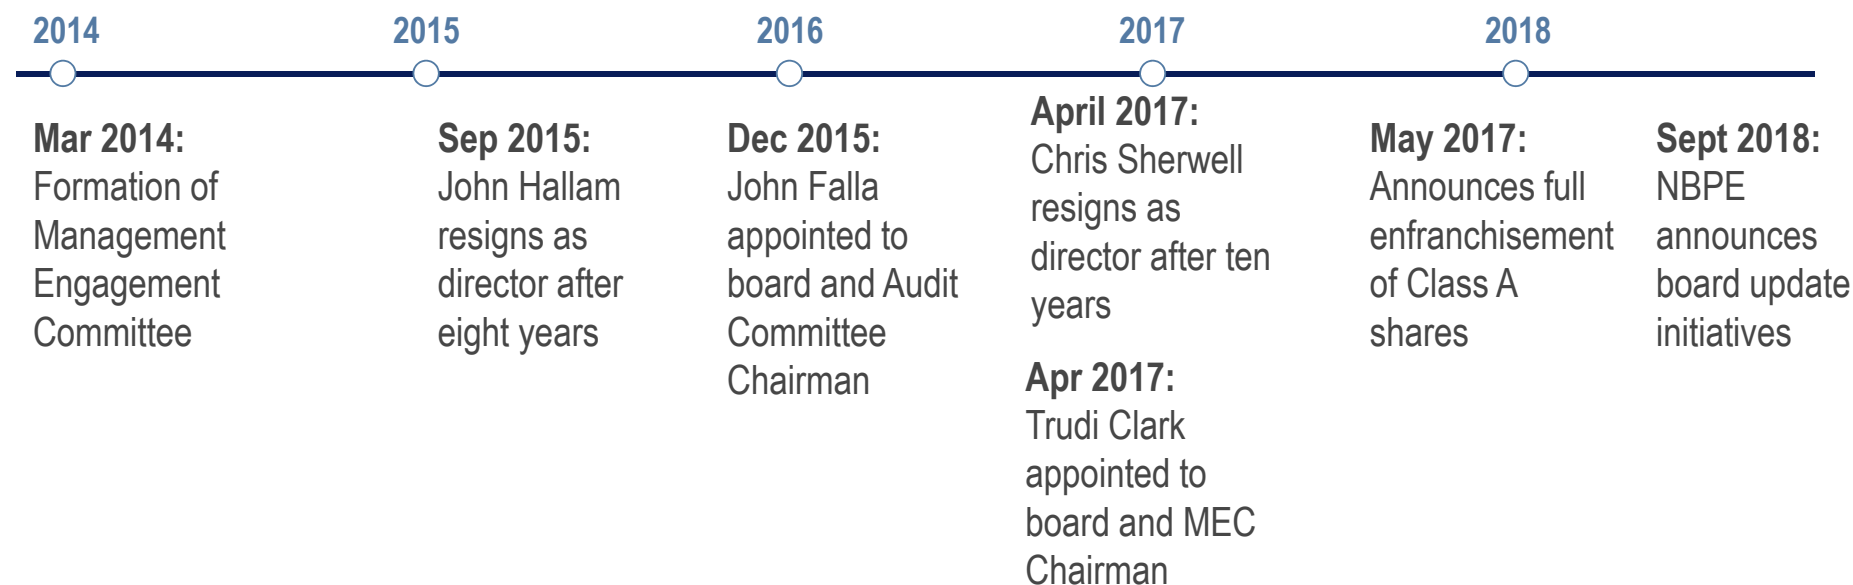 2014
2015
2016
2017
2018
Mar 2014:
Formation of
Management
Engagement
Committee
Sep 2015:
John Hallam
resigns as
director after
eight years
Dec 2015:
John Falla
appointed to
board and Audit
Committee
Chairman
April 2017:
Chris Sherwell
resigns as
director after ten
years
Apr 2017:
Trudi Clark
appointed to
board and MEC
Chairman
May 2017:
Announces full
enfranchisement
of Class A
shares
Sept 2018:
NBPE
announces
board update
initiatives